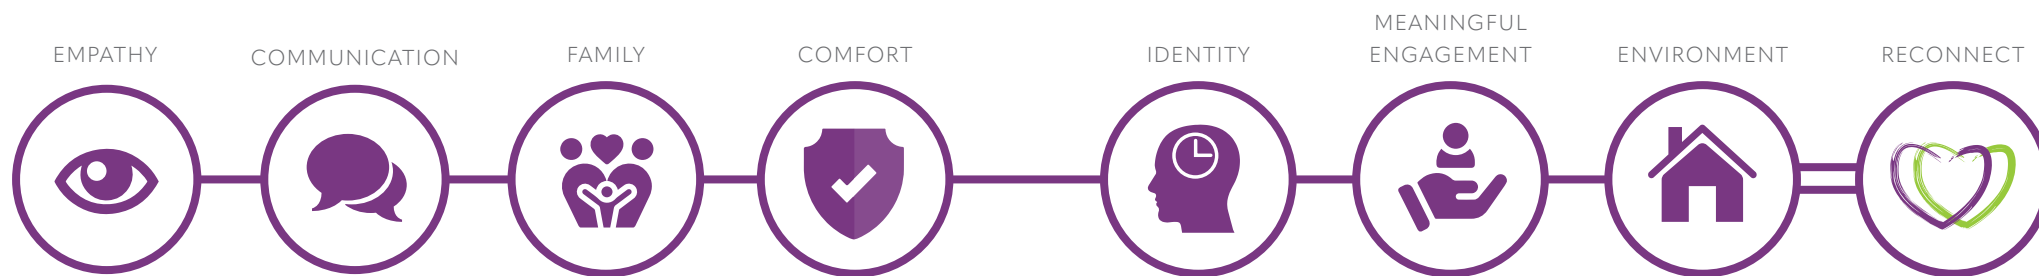 EMPATHY
COMMUNICATION
FAMILY
COMFORT
IDENTITY
MEANINGFUL
ENGAGEMENT
ENVIRONMENT
RECONNECT